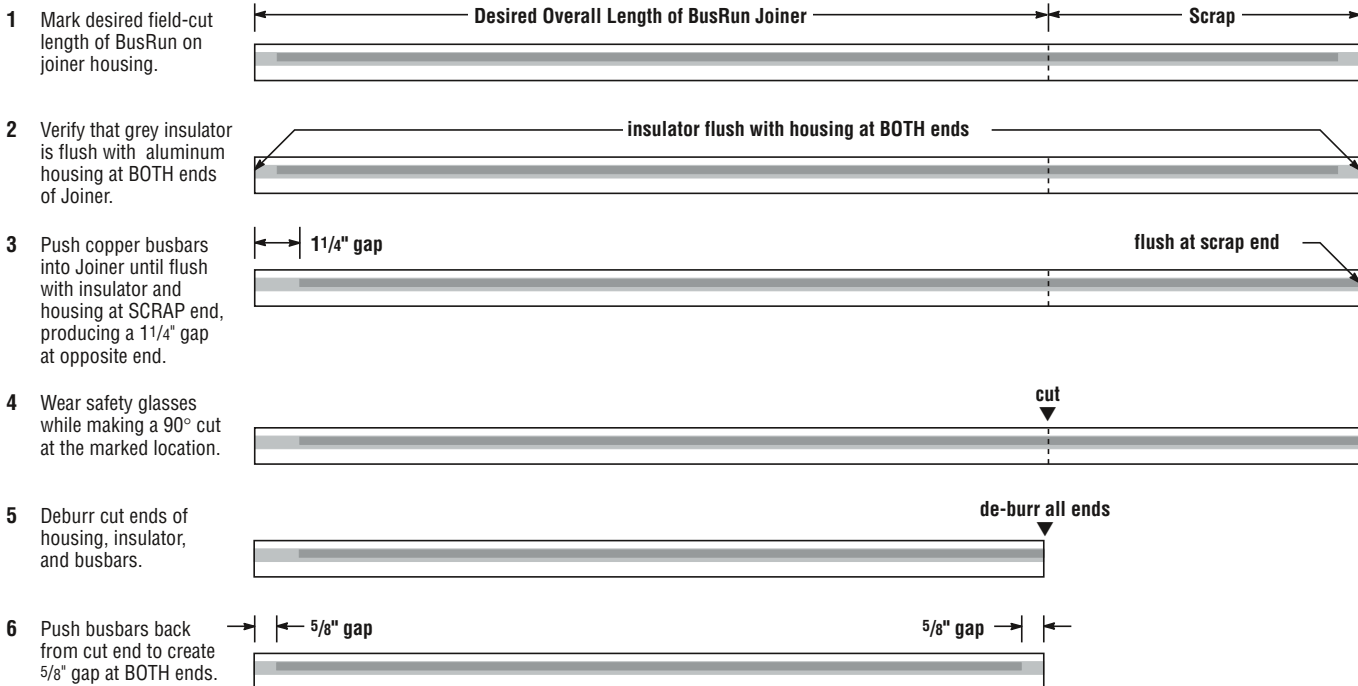 1 Mark desired field-cut
length of BusRun on
joiner housing.
Desired Overall Length of BusRun Joiner
Scrap
2 Verify that grey insulator
is flush with aluminum
housing at BOTH ends
of Joiner.
insulator flush with housing at BOTH ends
3 Push copper busbars
into Joiner until flush
with insulator and
housing at SCRAP end,
producing a 11/4" gap
at opposite end.
11/4" gap
flush at scrap end
4 Wear safety glasses
while making a 90° cut
at the marked location.
cut
5 Deburr cut ends of
housing, insulator,
and busbars.
de-burr all ends
6 Push busbars back
from cut end to create
5/8" gap at BOTH ends.
5/8" gap
5/8" gap